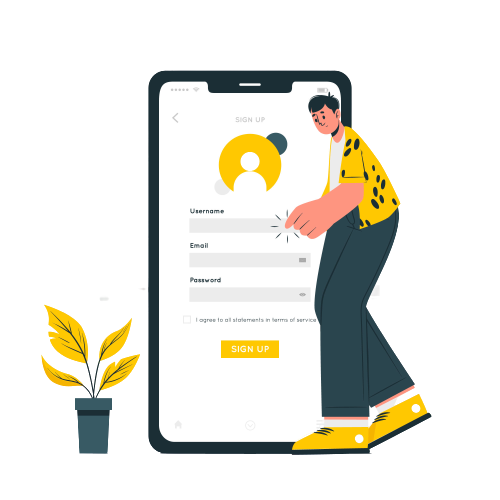 SIGN UP
Username
Email
Password
I agree to all statements in terms of service
SIGN UP